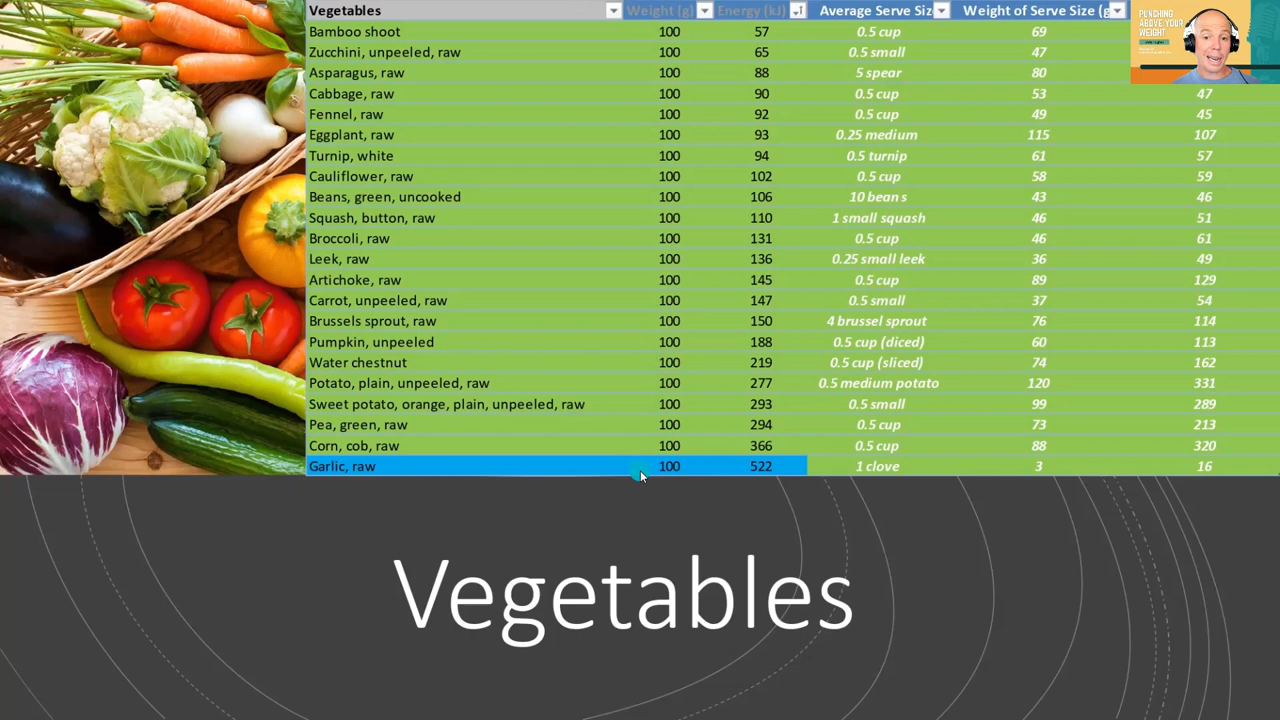 Vegetables Weight (g) Energy (kJ) Average Serve Siz Weight of Serve Size (g
PUNCHING
ABOVE YOUR
WEIGHT
Bamboo shoot 100 57 0.5 cup 69
Zucchini, unpeeled, raw 100 65 0.5 small 47
Asparagus, raw 100 88 5 spear 80
Cabbage, raw 100 90 0.5 cup 53 47
Fennel, raw 100 92 0.5 cup 49 45
Eggplant, raw 100 93 0.25 medium 115 107
Turnip, white 100 94 0.5 turnip 61 57
Cauliflower, raw 100 102 0.5 cup 58 59
Beans, green, uncooked 100 106 10 bean s 43 46
Squash, button, raw 100 110 1 small squash 46 51
Broccoli, raw 100 131 0.5 cup 46 61
Leek, raw 100 136 0.25 small leek 36 49
Artichoke, raw 100 145 0.5 cup 89 129
Carrot, unpeeled, raw 100 147 0.5 small 37 54
Brussels sprout, raw 100 150 4 brussel sprout 76 114
Pumpkin, unpeeled 100 188 0.5 cup (diced) 60 113
Water chestnut 100 219 0.5 cup (sliced) 74 162
Potato, plain, unpeeled, raw 100 277 0.5 medium potato 120 331
Sweet potato, orange, plain, unpeeled, raw 100 293 0.5 small 99 289
Pea, green, raw 100 294 0.5 cup 73 213
Corn, cob, raw 100 366 0.5 cup 88 320
Garlic, raw 100 522 1 clove 3 16
Vegetables